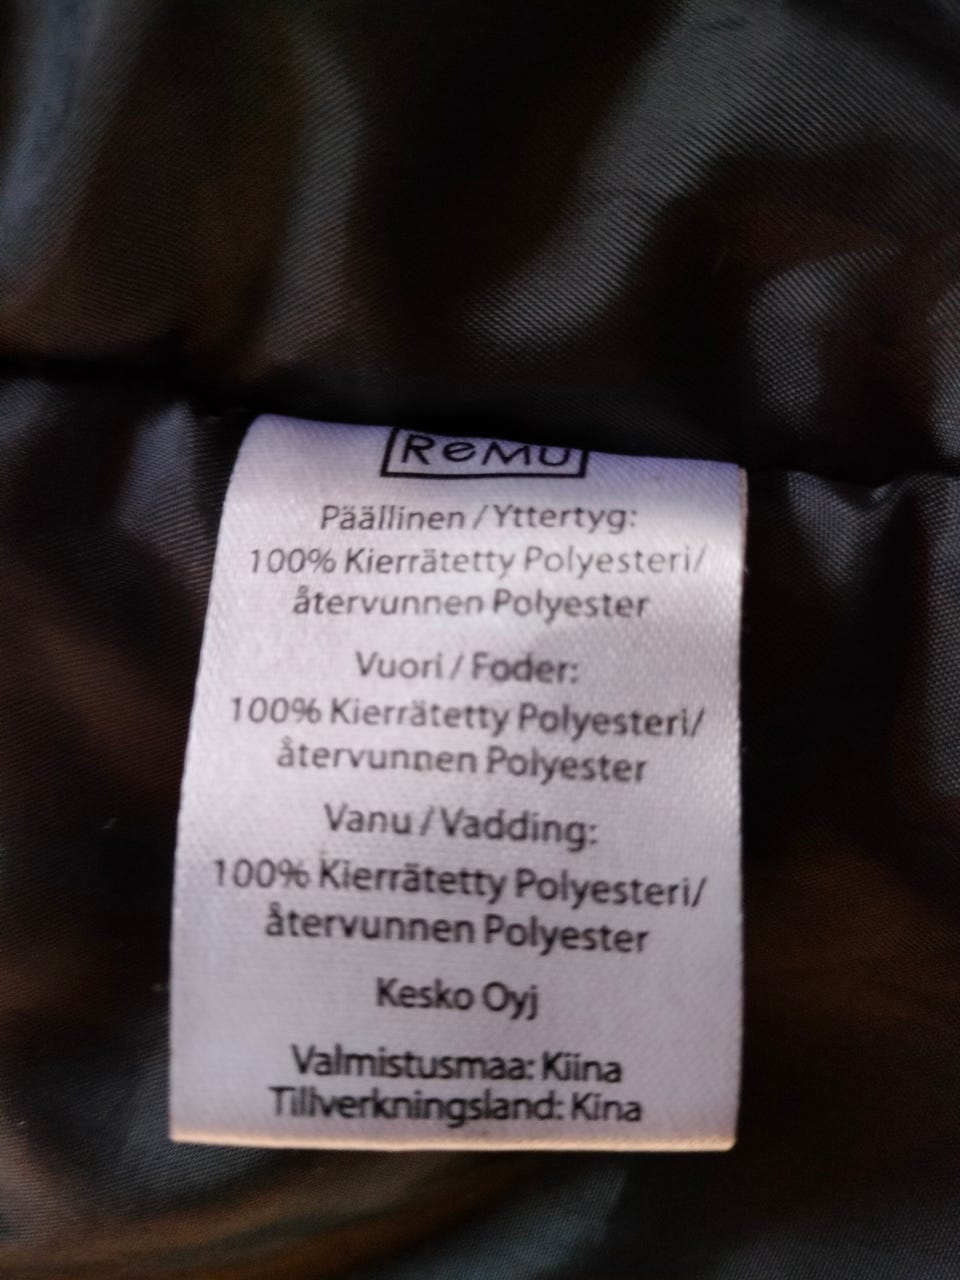 ReMU
Päällinen / Yttertyg:
100% Kierrätetty Polyesteri/
återvunnen Polyester
Vuori / Foder:
100% Kierrätetty Polyesteri/
återvunnen Polyester
Vanu / Vadding:
100% Kierrätetty Polyesteri/
återvunnen Polyester
Kesko Oyj
Valmistusmaa: Kiina
Tillverkningsland: Kina